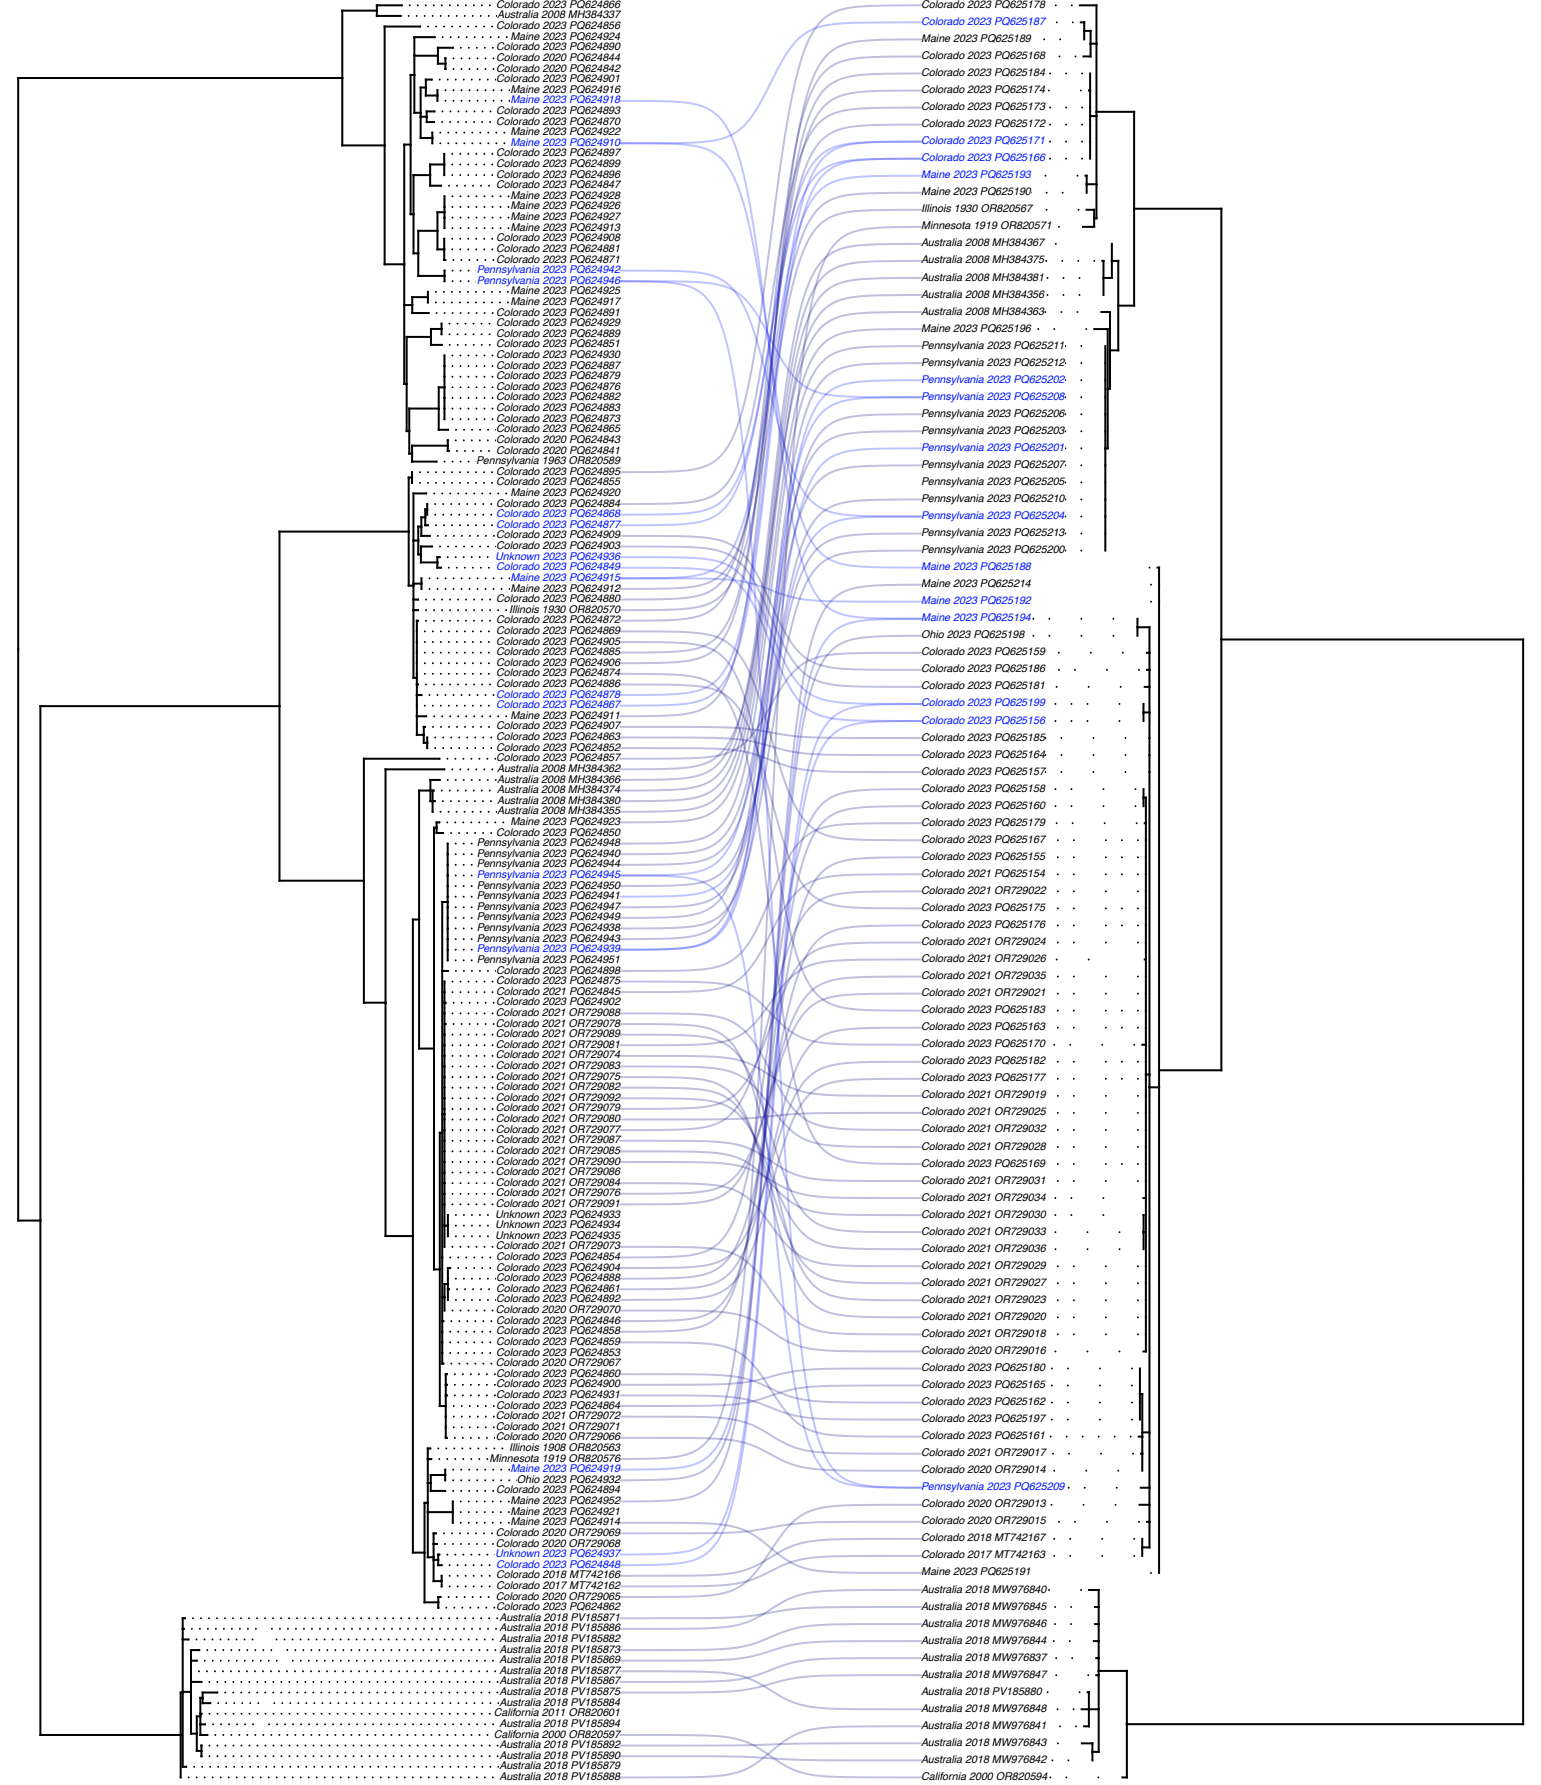 Colorado 2023 PQ624866
Australia 2008 MH384337
Colorado 2023 PQ624856
Maine 2023 PQ624924
Colorado 2023 PQ624890
Colorado 2020 PQ624844
Colorado 2020 PQ624842
Colorado 2023 PQ624901
Maine 2023 PQ624916
Maine 2023 PQ624918
Colorado 2023 PQ624893
Colorado 2023 PQ624870
Maine 2023 PQ624922
Maine 2023 PQ624910
Colorado 2023 PQ624897
Colorado 2023 PQ624899
Colorado 2023 PQ624896
Colorado 2023 PQ624847
Maine 2023 PQ624928
Maine 2023 PQ624926
Maine 2023 PQ624927
Maine 2023 PQ624913
Colorado 2023 PQ624908
Colorado 2023 PQ624881
Colorado 2023 PQ624871
Pennsylvania 2023 PQ624942
Pennsylvania 2023 PQ624946
Maine 2023 PQ624925
Maine 2023 PQ624917
Colorado 2023 PQ624891
Colorado 2023 PQ624929
Colorado 2023 PQ624889
Colorado 2023 PQ624851
Colorado 2023 PQ624930
Colorado 2023 PQ624887
Colorado 2023 PQ624879
Colorado 2023 PQ624876
Colorado 2023 PQ624882
Colorado 2023 PQ624883
Colorado 2023 PQ624873
Colorado 2023 PQ624865
Colorado 2020 PQ624843
Colorado 2020 PQ624841
Pennsylvania 1963 OR820589
Colorado 2023 PQ624895
Colorado 2023 PQ624855
Maine 2023 PQ624920
Colorado 2023 PQ624884
Colorado 2023 PQ624868
Colorado 2023 PQ624877
Colorado 2023 PQ624909
Colorado 2023 PQ624903
Unknown 2023 PQ624936
Colorado 2023 PQ624849
Maine 2023 PQ624915
Maine 2023 PQ624912
Colorado 2023 PQ624880
Illinois 1930 OR820570
Colorado 2023 PQ624872
Colorado 2023 PQ624869
Colorado 2023 PQ624905
Colorado 2023 PQ624885
Colorado 2023 PQ624906
Colorado 2023 PQ624874
Colorado 2023 PQ624886
Colorado 2023 PQ624878
Colorado 2023 PQ624867
Maine 2023 PQ624911
Colorado 2023 PQ624907
Colorado 2023 PQ624863
Colorado 2023 PQ624852
Colorado 2023 PQ624857
Australia 2008 MH384362
Australia 2008 MH384366
Australia 2008 MH384374
Australia 2008 MH384380
Australia 2008 MH384355
Maine 2023 PQ624923
Colorado 2023 PQ624850
Pennsylvania 2023 PQ624948
Pennsylvania 2023 PQ624940
Pennsylvania 2023 PQ624944
Pennsylvania 2023 PQ624945
Pennsylvania 2023 PQ624950
Pennsylvania 2023 PQ624941
Pennsylvania 2023 PQ624947
Pennsylvania 2023 PQ624949
Pennsylvania 2023 PQ624938
Pennsylvania 2023 PQ624943
Pennsylvania 2023 PQ624939
Pennsylvania 2023 PQ624951
Colorado 2023 PQ624898
Colorado 2023 PQ624875
Colorado 2021 PQ624845
Colorado 2023 PQ624902
Colorado 2021 OR729088
Colorado 2021 OR729078
Colorado 2021 OR729089
Colorado 2021 OR729081
Colorado 2021 OR729074
Colorado 2021 OR729083
Colorado 2021 OR729075
Colorado 2021 OR729082
Colorado 2021 OR729092
Colorado 2021 OR729079
Colorado 2021 OR729080
Colorado 2021 OR729077
Colorado 2021 OR729087
Colorado 2021 OR729085
Colorado 2021 OR729090
Colorado 2021 OR729086
Colorado 2021 OR729084
Colorado 2021 OR729076
Colorado 2021 OR729091
Unknown 2023 PQ624933
Unknown 2023 PQ624934
Unknown 2023 PQ624935
Colorado 2021 OR729073
Colorado 2023 PQ624854
Colorado 2023 PQ624904
Colorado 2023 PQ624888
Colorado 2023 PQ624861
Colorado 2023 PQ624892
Colorado 2020 OR729070
Colorado 2023 PQ624846
Colorado 2023 PQ624858
Colorado 2023 PQ624859
Colorado 2023 PQ624853
Colorado 2020 OR729067
Colorado 2023 PQ624860
Colorado 2023 PQ624900
Colorado 2023 PQ624931
Colorado 2023 PQ624864
Colorado 2021 OR729072
Colorado 2021 OR729071
Colorado 2020 OR729066
Illinois 1908 OR820563
Minnesota 1919 OR820576
Maine 2023 PQ624919
Ohio 2023 PQ624932
Colorado 2023 PQ624894
Maine 2023 PQ624952
Maine 2023 PQ624921
Maine 2023 PQ624914
Colorado 2020 OR729069
Colorado 2020 OR729068
Unknown 2023 PQ624937
Colorado 2023 PQ624848
Colorado 2018 MT742166
Colorado 2017 MT742162
Colorado 2020 OR729065
Colorado 2023 PQ624862
Australia 2018 PV185871
Australia 2018 PV185886
Australia 2018 PV185882
Australia 2018 PV185873
Australia 2018 PV185869
Australia 2018 PV185877
Australia 2018 PV185867
Australia 2018 PV185875
Australia 2018 PV185884
California 2011 OR820601
Australia 2018 PV185894
California 2000 OR820597
Australia 2018 PV185892
Australia 2018 PV185890
Australia 2018 PV185879
Australia 2018 PV185888
Colorado 2023 PQ625178
Colorado 2023 PQ625187
Maine 2023 PQ625189
Colorado 2023 PQ625168
Colorado 2023 PQ625184
Colorado 2023 PQ625174
Colorado 2023 PQ625173
Colorado 2023 PQ625172
Colorado 2023 PQ625171
Colorado 2023 PQ625166
Maine 2023 PQ625193
Maine 2023 PQ625190
Illinois 1930 OR820567
Minnesota 1919 OR820571
Australia 2008 MH384367
Australia 2008 MH384375
Australia 2008 MH384381
Australia 2008 MH384356
Australia 2008 MH384363
Maine 2023 PQ625196
Pennsylvania 2023 PQ625211
Pennsylvania 2023 PQ625212
Pennsylvania 2023 PQ625202
Pennsylvania 2023 PQ625208
Pennsylvania 2023 PQ625206
Pennsylvania 2023 PQ625203
Pennsylvania 2023 PQ625201
Pennsylvania 2023 PQ625207
Pennsylvania 2023 PQ625205
Pennsylvania 2023 PQ625210
Pennsylvania 2023 PQ625204
Pennsylvania 2023 PQ625213
Pennsylvania 2023 PQ625200
Maine 2023 PQ625188
Maine 2023 PQ625214
Maine 2023 PQ625192
Maine 2023 PQ625194
Ohio 2023 PQ625198
Colorado 2023 PQ625159
Colorado 2023 PQ625186
Colorado 2023 PQ625181
Colorado 2023 PQ625199
Colorado 2023 PQ625156
Colorado 2023 PQ625185
Colorado 2023 PQ625164
Colorado 2023 PQ625157
Colorado 2023 PQ625158
Colorado 2023 PQ625160
Colorado 2023 PQ625179
Colorado 2023 PQ625167
Colorado 2023 PQ625155
Colorado 2021 PQ625154
Colorado 2021 OR729022
Colorado 2023 PQ625175
Colorado 2023 PQ625176
Colorado 2021 OR729024
Colorado 2021 OR729026
Colorado 2021 OR729035
Colorado 2021 OR729021
Colorado 2023 PQ625183
Colorado 2023 PQ625163
Colorado 2023 PQ625170
Colorado 2023 PQ625182
Colorado 2023 PQ625177
Colorado 2021 OR729019
Colorado 2021 OR729025
Colorado 2021 OR729032
Colorado 2021 OR729028
Colorado 2023 PQ625169
Colorado 2021 OR729031
Colorado 2021 OR729034
Colorado 2021 OR729030
Colorado 2021 OR729033
Colorado 2021 OR729036
Colorado 2021 OR729029
Colorado 2021 OR729027
Colorado 2021 OR729023
Colorado 2021 OR729020
Colorado 2021 OR729018
Colorado 2020 OR729016
Colorado 2023 PQ625180
Colorado 2023 PQ625165
Colorado 2023 PQ625162
Colorado 2023 PQ625197
Colorado 2023 PQ625161
Colorado 2021 OR729017
Colorado 2020 OR729014
Pennsylvania 2023 PQ625209
Colorado 2020 OR729013
Colorado 2020 OR729015
Colorado 2018 MT742167
Colorado 2017 MT742163
Maine 2023 PQ625191
Australia 2018 MW976840
Australia 2018 MW976845
Australia 2018 MW976846
Australia 2018 MW976844
Australia 2018 MW976837
Australia 2018 MW976847
Australia 2018 PV185880
Australia 2018 MW976848
Australia 2018 MW976841
Australia 2018 MW976843
Australia 2018 MW976842
California 2000 OR820594